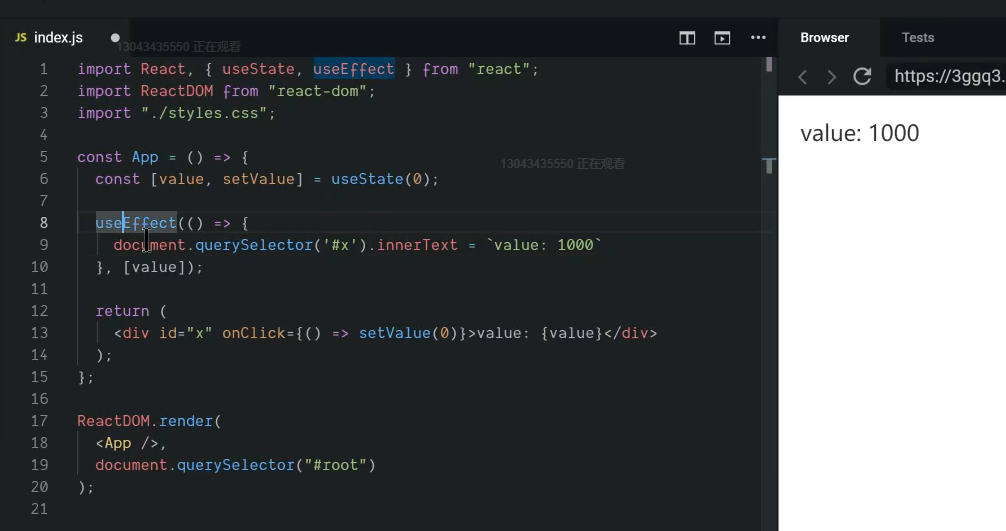 JS index.js
13043435550 正在观看
Browser
Tests
https://3ggq3.
value: 1000
1 import React, { useState, useEffect } from "react";
2 import ReactDOM from "react-dom";
3 import "./styles.css";
4
5 const App = () => {
13043435550 正在观看
6 const [value, setValue] = useState(0);
7
8 useEffect(() => {
9 document.querySelector('#x').innerText = `value: 1000`
10 }, [value]);
11
12 return (
13 <div id="x" onClick={() => setValue(0)}>value: {value}</div>
14 );
15 };
16
17 ReactDOM.render(
18 <App />,
19 document.querySelector("#root")
20 );
21